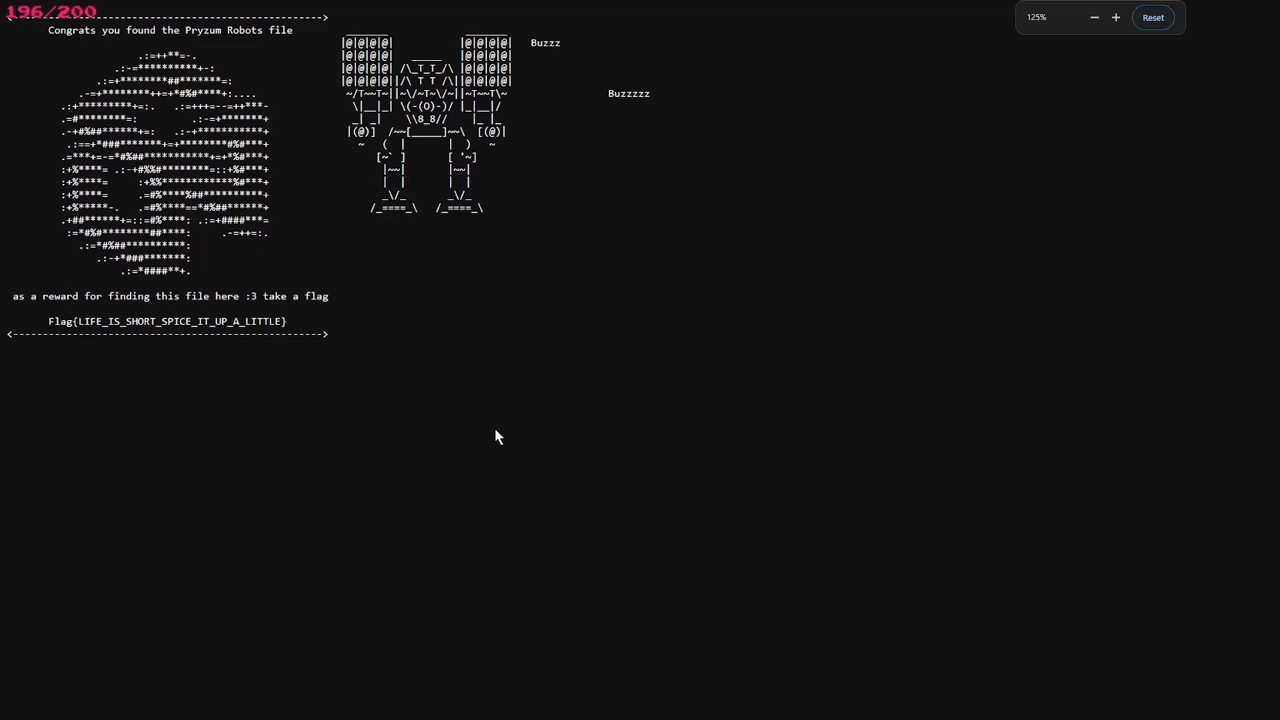 196/200
Congrats you found the Pryzum Robots file
Buzzz
Buzzzzz
as a reward for finding this file here :3 take a flag
Flag{LIFE_IS_SHORT_SPICE_IT_UP_A_LITTLE}
125%
Reset